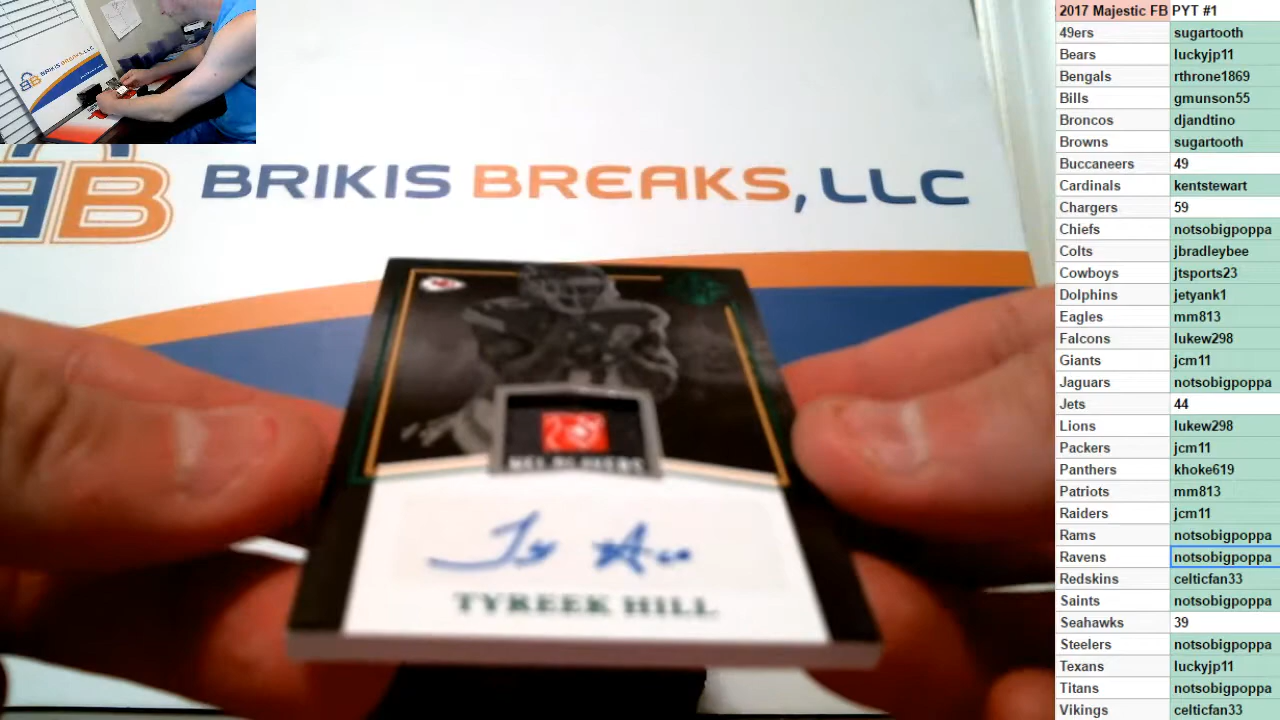 BRIKIS BREAKS, LLC
B
BRIKIS BREAKS, LLC
TYREEK HILL
2017 Majestic FB PYT #1
49ers sugartooth
Bears luckyjp11
Bengals rthrone1869
Bills gmunson55
Broncos djandtino
Browns sugartooth
Buccaneers 49
Cardinals kentstewart
Chargers 59
Chiefs notsobigpoppa
Colts jbradleybee
Cowboys jtsports23
Dolphins jetyank1
Eagles mm813
Falcons lukew298
Giants jcm11
Jaguars notsobigpoppa
Jets 44
Lions lukew298
Packers jcm11
Panthers khoke619
Patriots mm813
Raiders jcm11
Rams notsobigpoppa
Ravens notsobigpoppa
Redskins celticfan33
Saints notsobigpoppa
Seahawks 39
Steelers notsobigpoppa
Texans luckyjp11
Titans notsobigpoppa
Vikings celticfan33